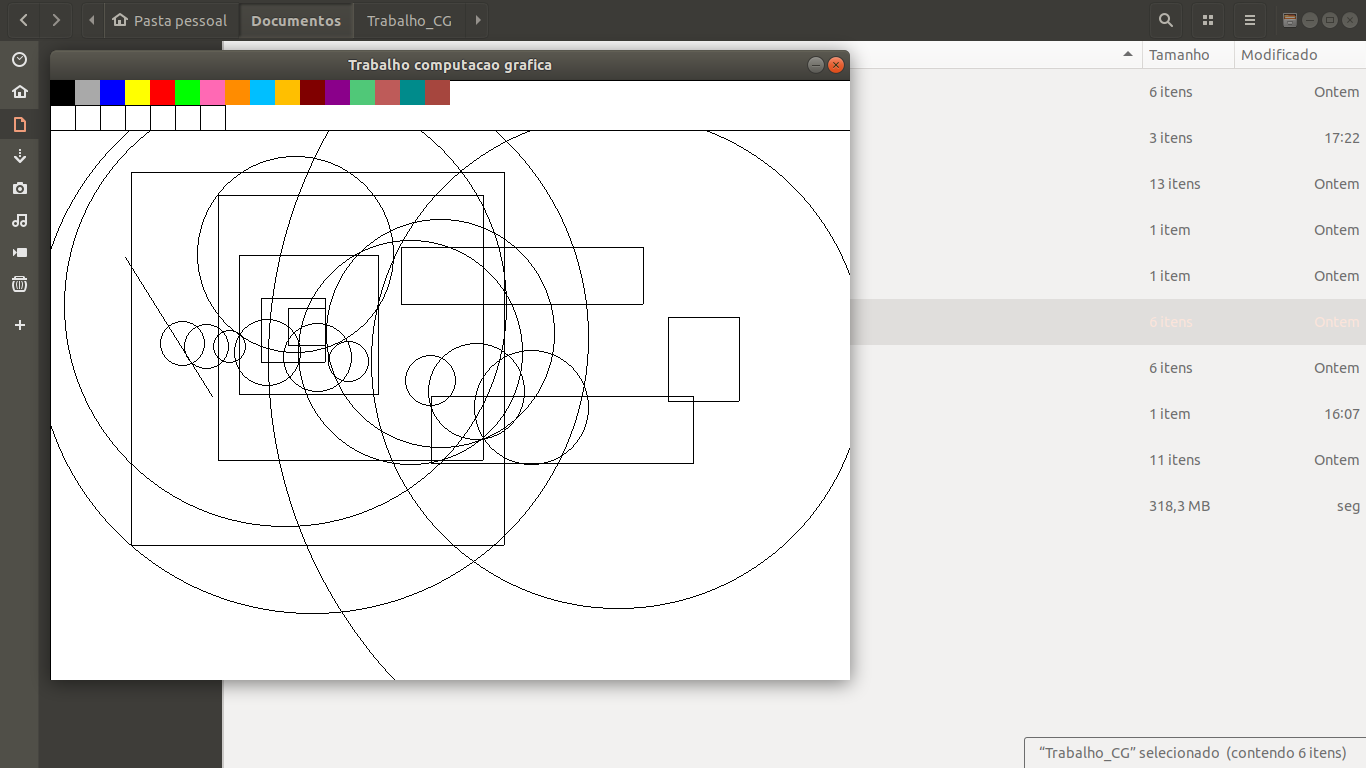 Pasta pessoal Documentos Trabalho_CG
Tamanho Modificado
Trabalho computacao grafica
6 itens Ontem
3 itens 17:22
13 itens Ontem
1 item Ontem
1 item Ontem
6 itens Ontem
6 itens Ontem
1 item 16:07
11 itens Ontem
318,3 MB seg
“Trabalho_CG” selecionado (contendo 6 itens)